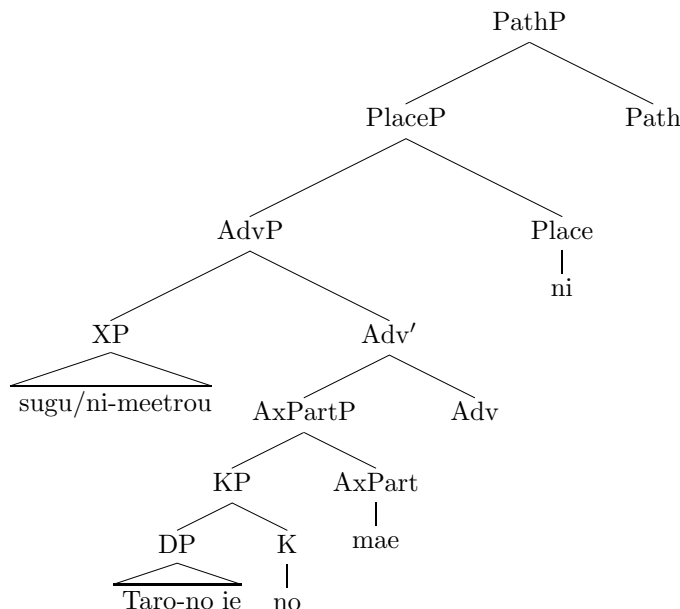 PathP
PlaceP Path
AdvP Place
ni
XP Adv′
sugu/ni-meetrou AxPartP Adv
KP AxPart
DP K mae
Taro-no ie no